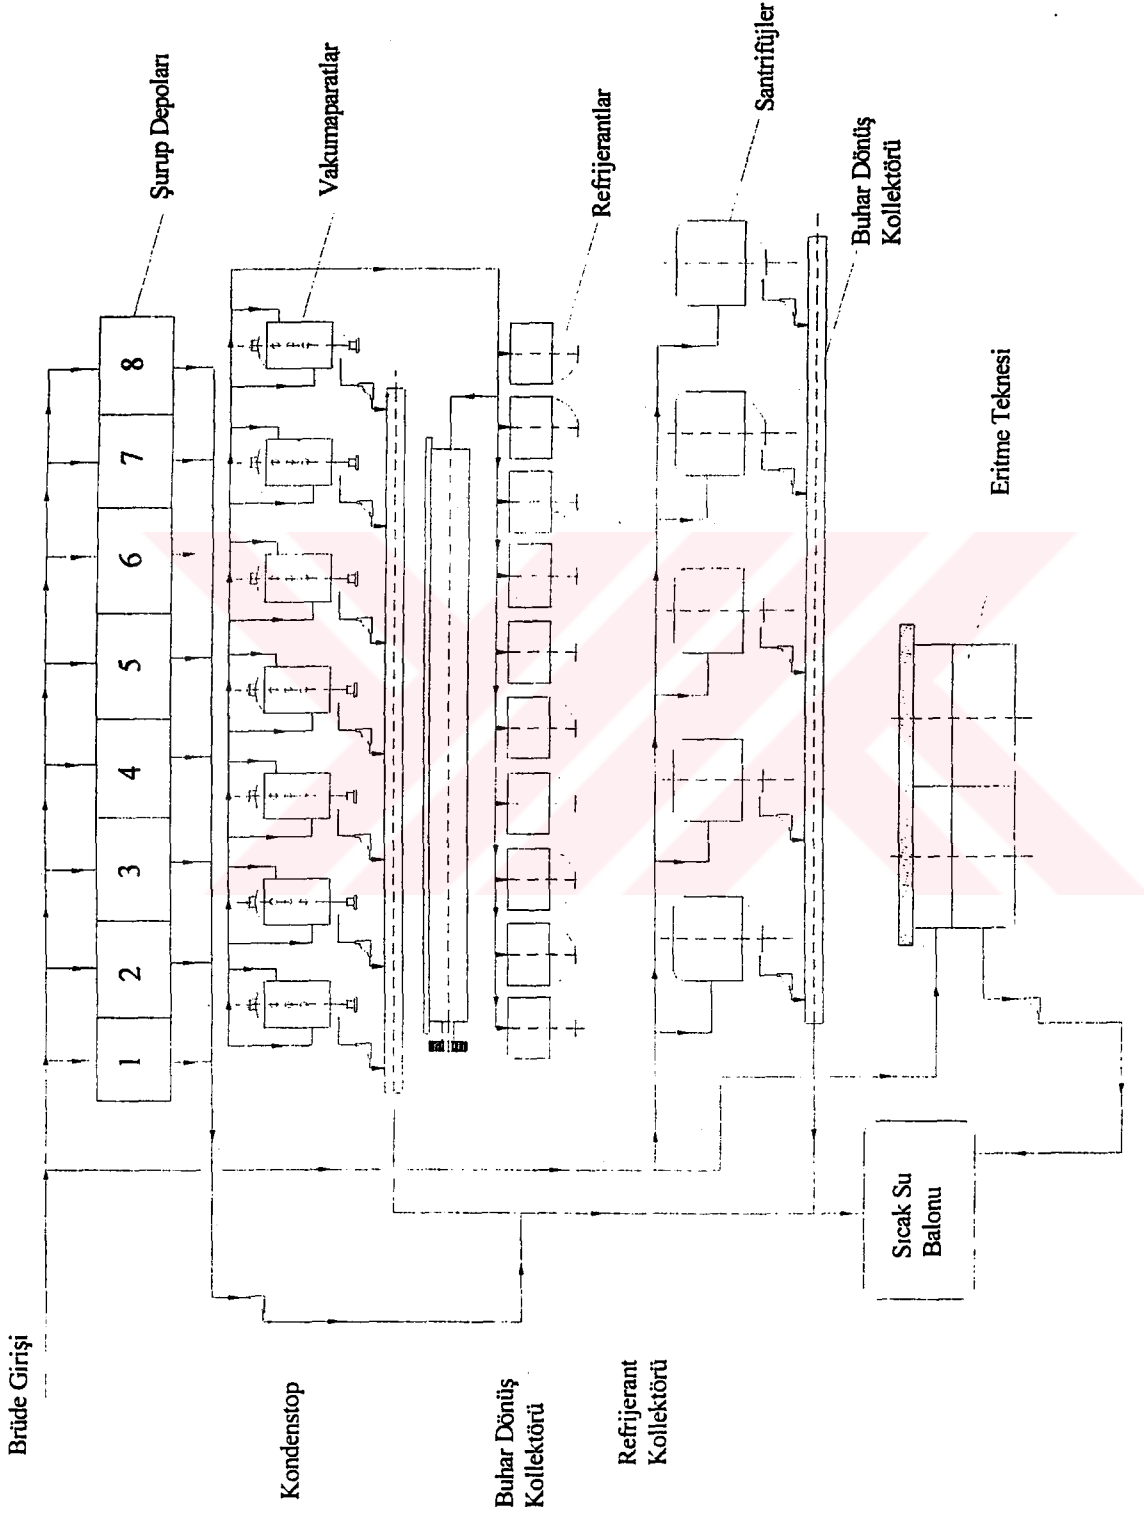 Brüde Girişi
1
2
3
4
5
6
7
8
Şurup Depoları
Kondenstop
Vakumaparatlar
Buhar Dönüş
Kollektörü
Refrijerantlar
Refrijerant
Kollektörü
Santrifüjler
Buhar Dönüş
Kollektörü
Sıcak Su
Balonu
Eritme Teknesi